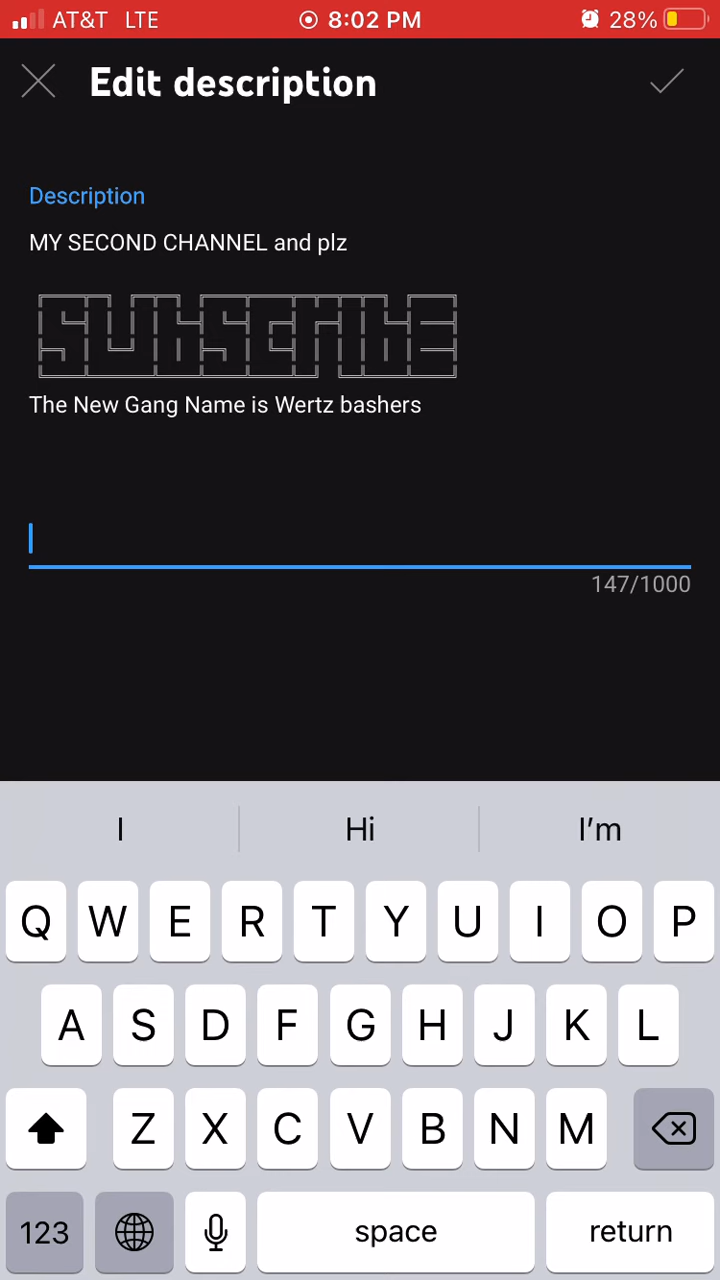 AT&T LTE 8:02 PM 28%
Edit description
Description
MY SECOND CHANNEL and plz
SUBSCRIBE
The New Gang Name is Wertz bashers
147/1000
I Hi I'm
Q W E R T Y U I O P
A S D F G H J K L
Z X C V B N M
123 space return